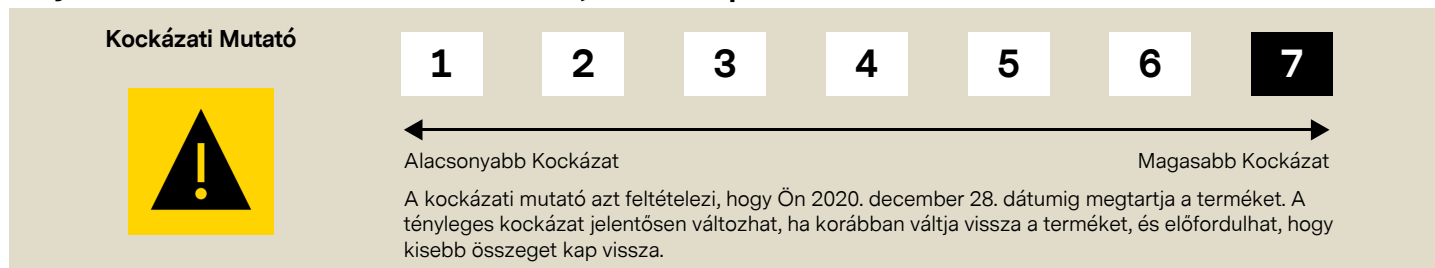 Kockázati Mutató
1 2 3 4 5 6 7
Alacsonyabb Kockázat Magasabb Kockázat
A kockázati mutató azt feltételezi, hogy Ön 2020. december 28. dátumig megtartja a terméket. A
tényleges kockázat jelentősen változhat, ha korábban váltja vissza a terméket, és előfordulhat, hogy
kisebb összeget kap vissza.